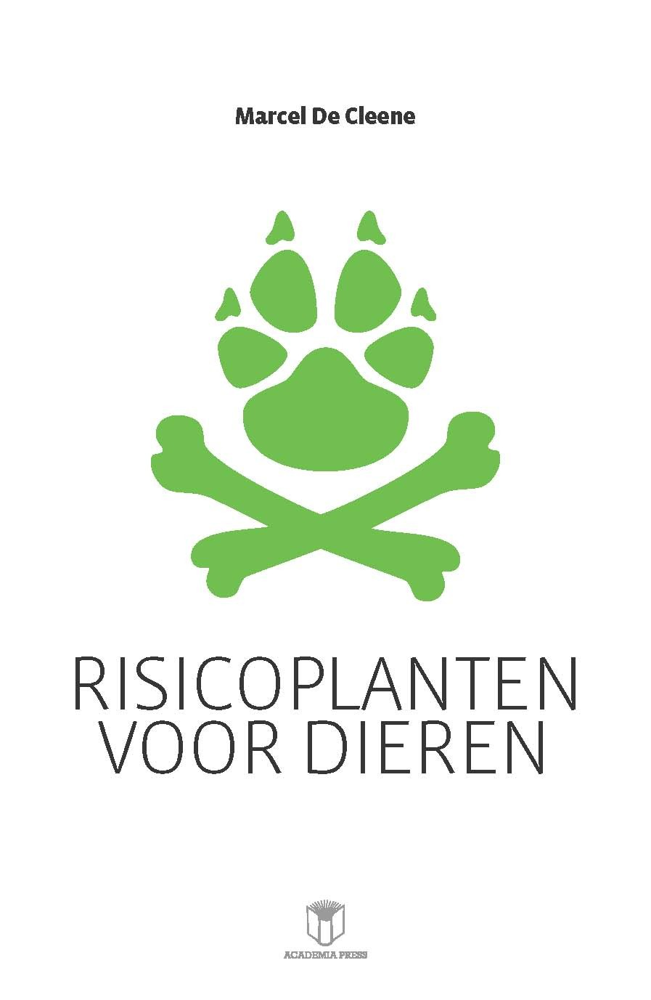 Marcel De Cleene
RISICOPLANTEN
VOOR DIEREN
ACADEMIA PRESS